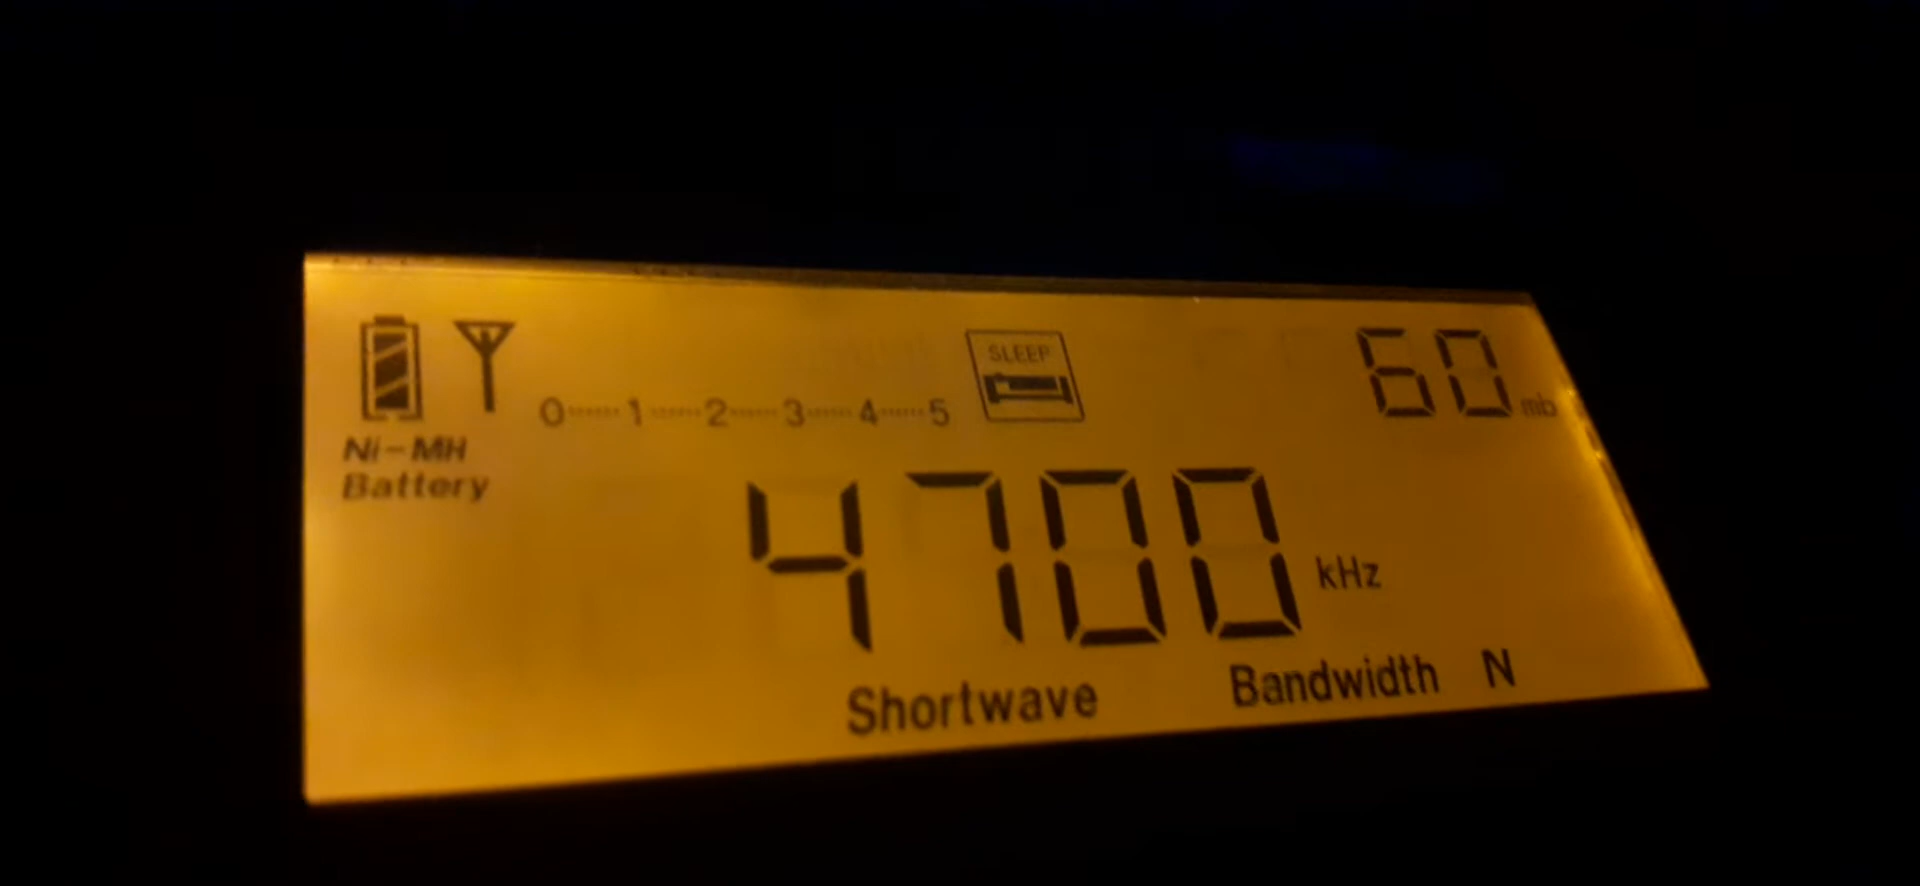 0-----1-----2-----3-----4-----5
SLEEP
60 mb
Ni-MH
Battery
4700 kHz
Shortwave
Bandwidth N